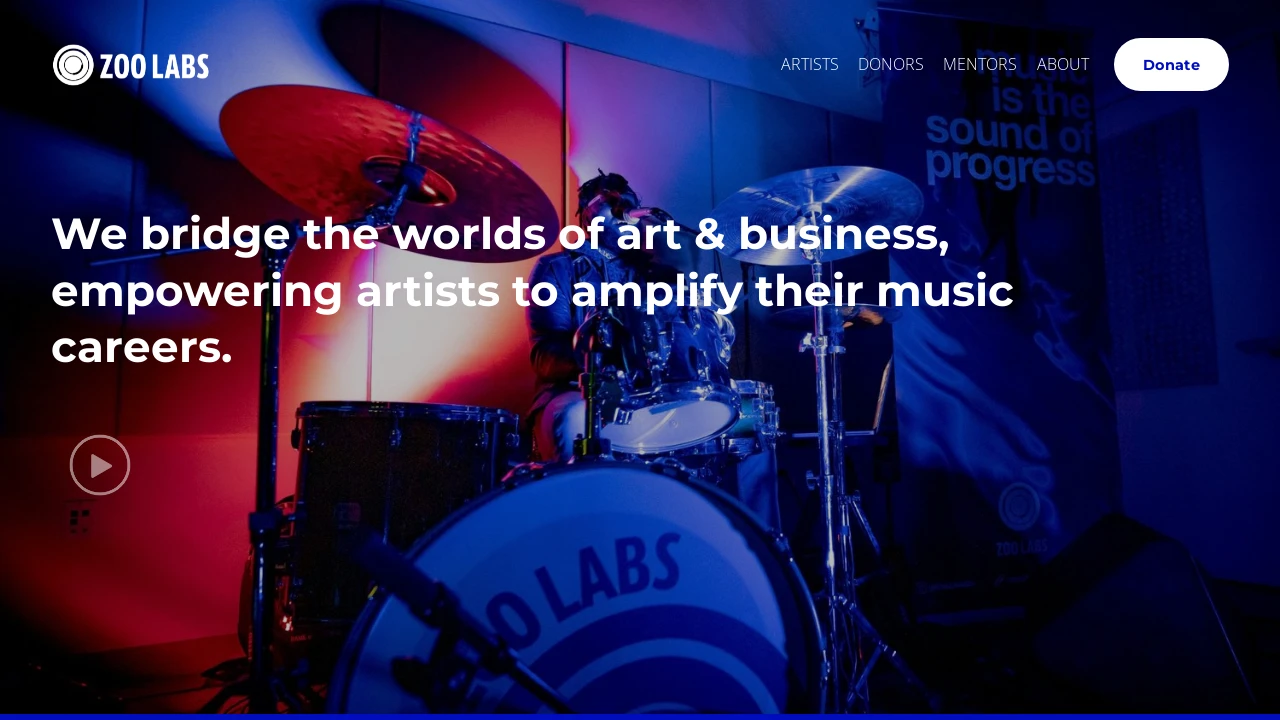 ZOO LABS
ARTISTS
DONORS
MENTORS
ABOUT
Donate
music
is the
sound of
progress
We bridge the worlds of art & business,
empowering artists to amplify their music
careers.
ZOO LABS
OO LABS